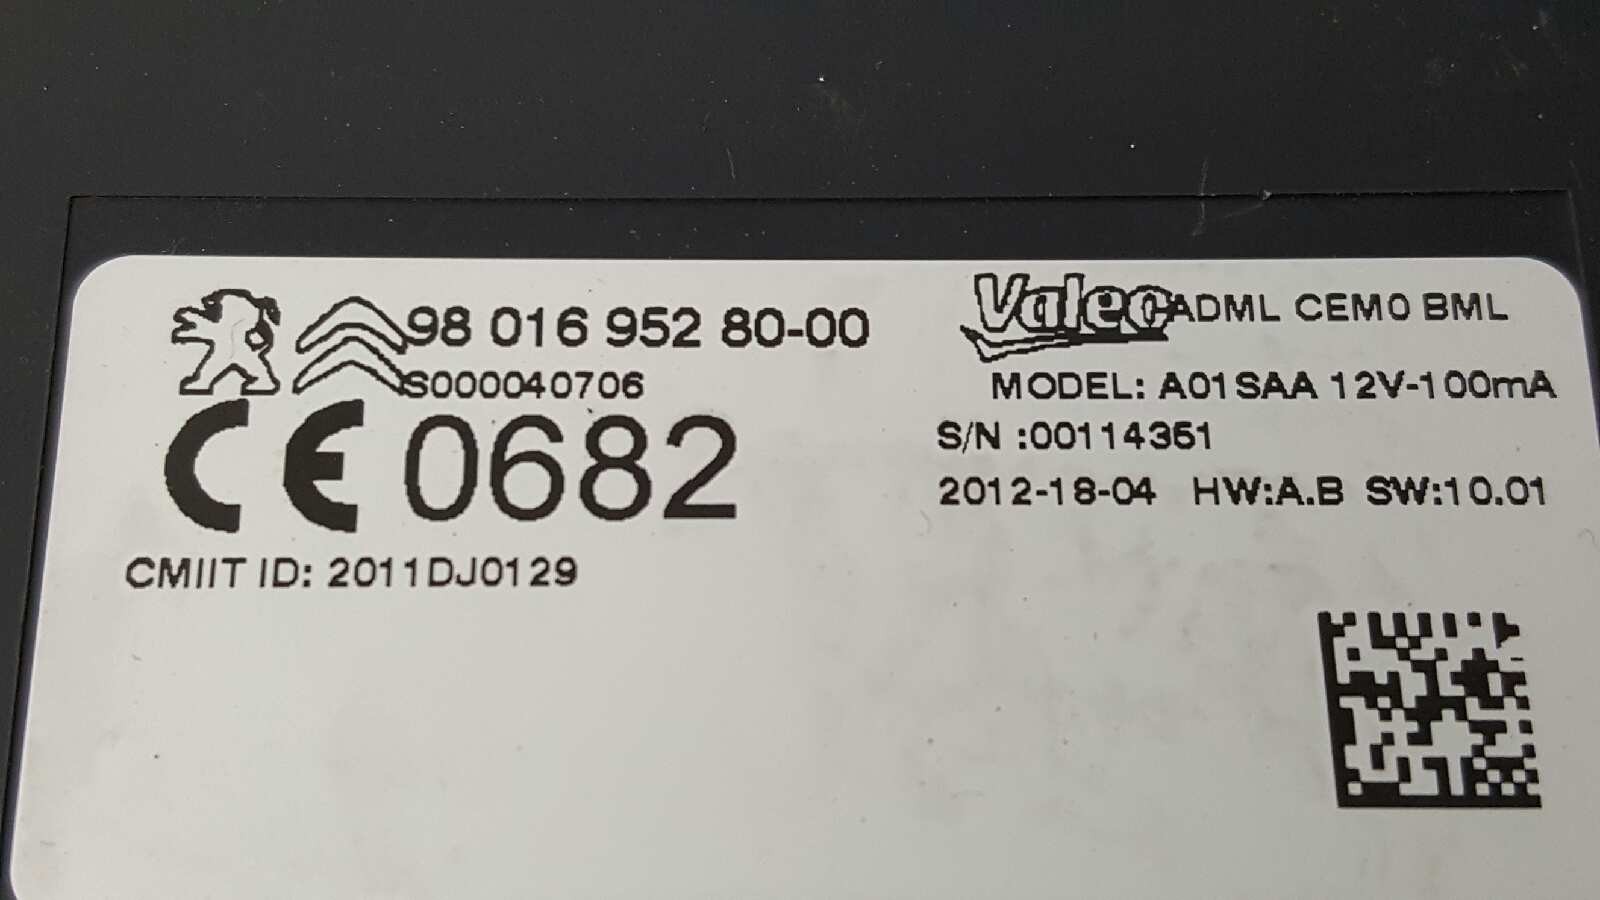 98 016 952 80-00
S000040706
CE 0682
CMIIT ID: 2011DJ0129
Valeo ADML CEM0 BML
MODEL: A01SAA 12V-100mA
S/N :00114361
2012-18-04 HW:A.B SW:10.01